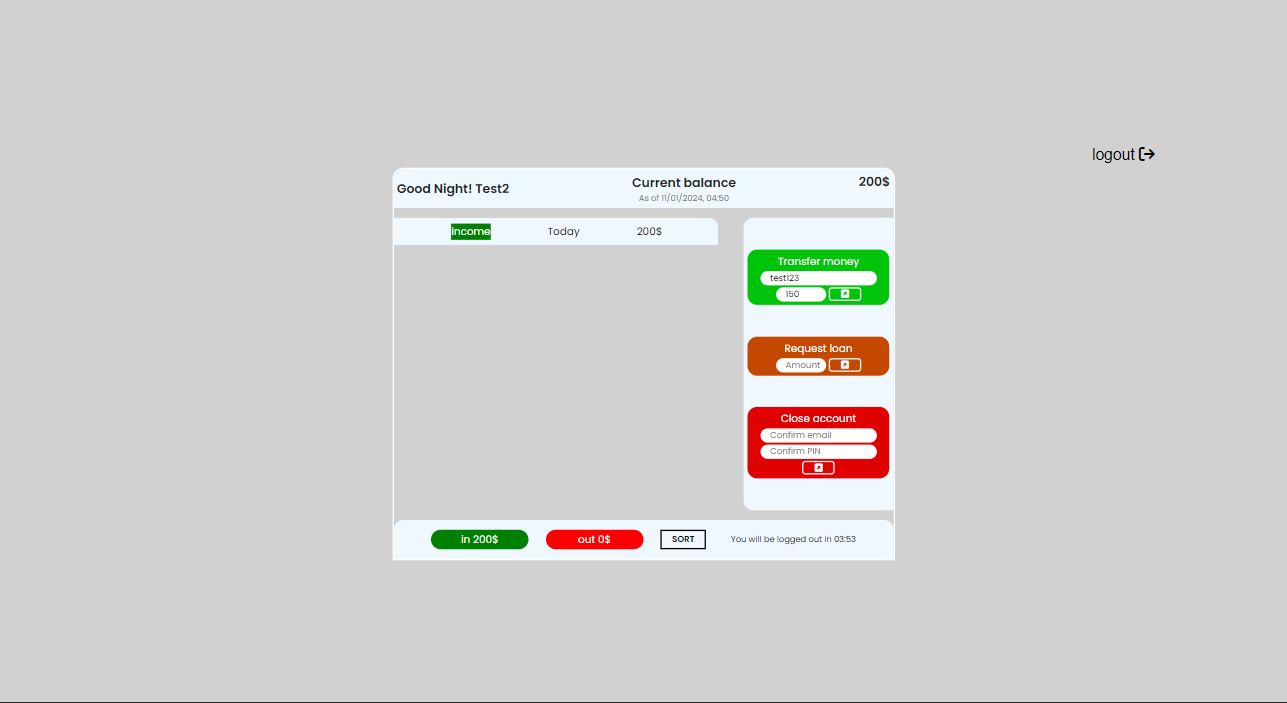 logout
Good Night! Test2
Current balance
As of 11/01/2024, 04:50
200$
income Today 200$
Transfer money
test123
150
Request loan
Amount
Close account
Confirm email
Confirm PIN
in 200$ out 0$ SORT You will be logged out in 03:53